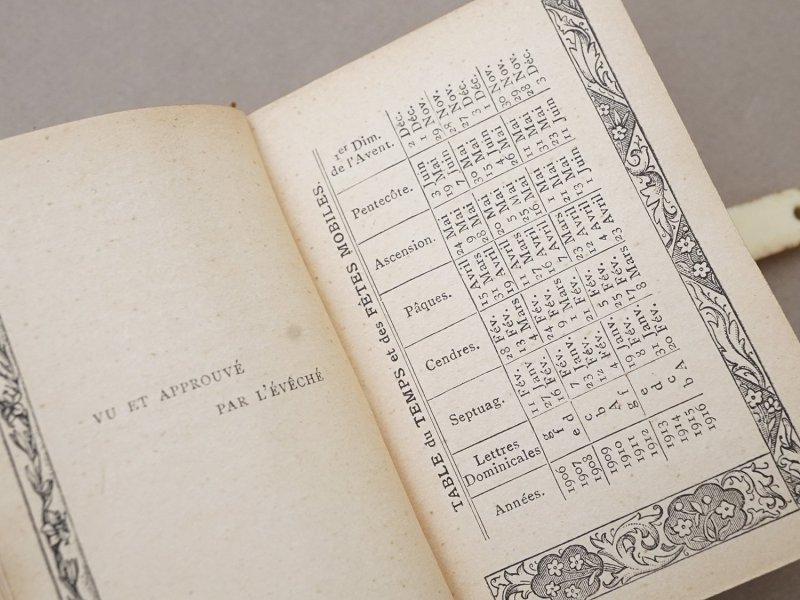 VU ET APPROUVÉ
PAR L'ÉVÊCHÉ
TABLE du TEMPS et des FÊTES MOBILES
Années. Lettres Dominicales Septuag. Cendres. Pâques. Ascension. Pentecôte. 1er Dim. de l'Avent.
1906 g 11 Fév. 28 Fév. 15 Avril 24 Mai 3 Juin 2 Déc.
1907 f 27 Janv 13 Fév. 31 Mars 9 Mai 19 Mai 1 Déc.
1908 e d 16 Fév. 4 Mars 19 Avril 28 Mai 7 Juin 29 Nov.
1909 c 7 Fév. 24 Fév. 11 Avril 20 Mai 30 Mai 28 Nov.
1910 b 23 Janv. 9 Fév. 27 Mars 5 Mai 15 Mai 27 Nov.
1911 A 12 Fév. 1 Mars 16 Avril 25 Mai 4 Juin 3 Déc.
1912 g f 4 Fév. 21 Fév. 7 Avril 16 Mai 26 Mai 1 Déc.
1913 e 19 Janv. 5 Fév. 23 Mars 1 Mai 11 Mai 30 Nov.
1914 d 8 Fév. 25 Fév. 12 Avril 21 Mai 31 Mai 29 Nov.
1915 c 31 Janv. 17 Fév. 4 Avril 13 Mai 23 Mai 28 Nov.
1916 b A 20 Fév. 8 Mars 23 Avril 1 Juin 11 Juin 3 Déc.